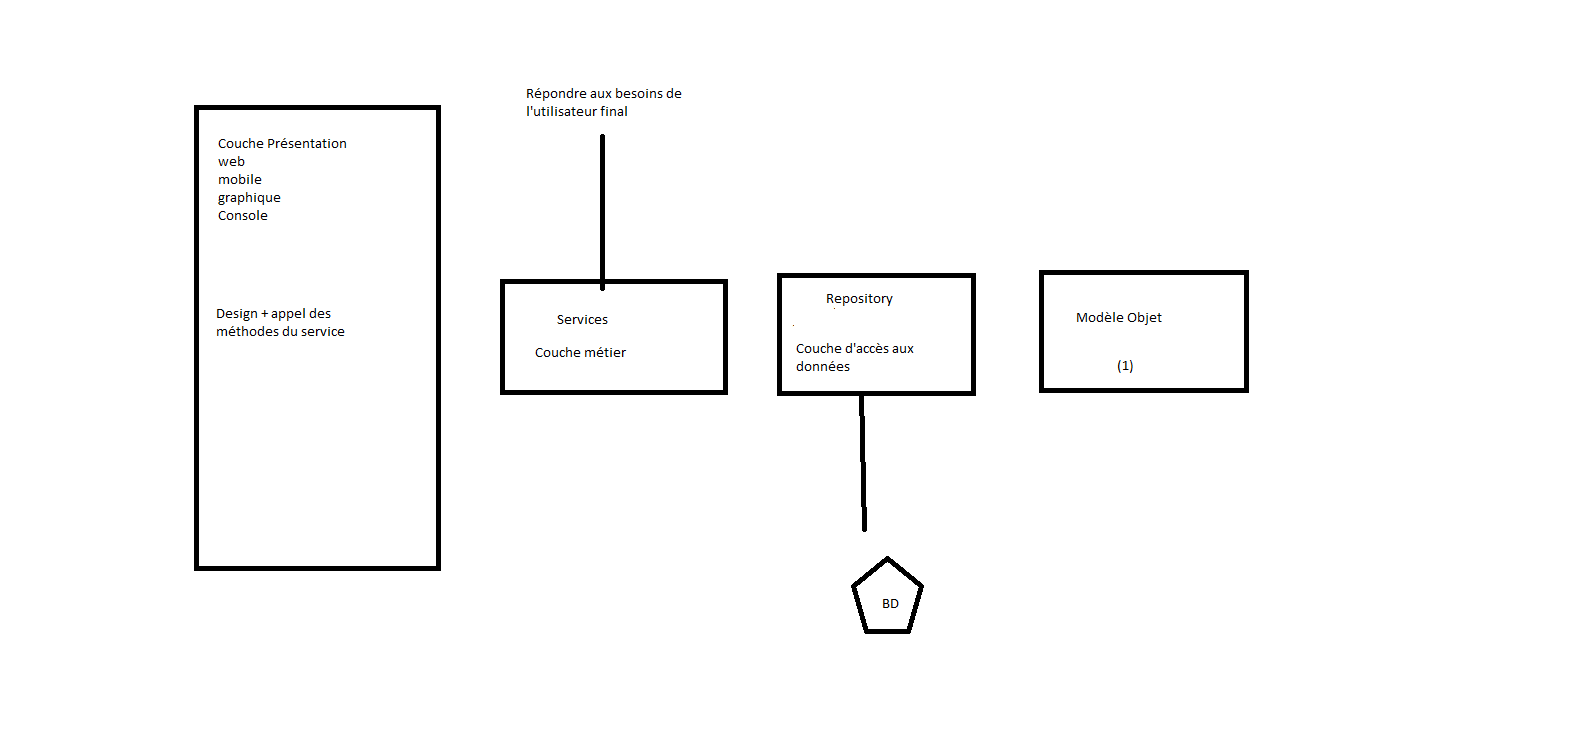 Couche Présentation
web
mobile
graphique
Console
Design + appel des
méthodes du service
Répondre aux besoins de
l'utilisateur final
Services
Couche métier
Repository
Couche d'accès aux
données
BD
Modèle Objet
(1)